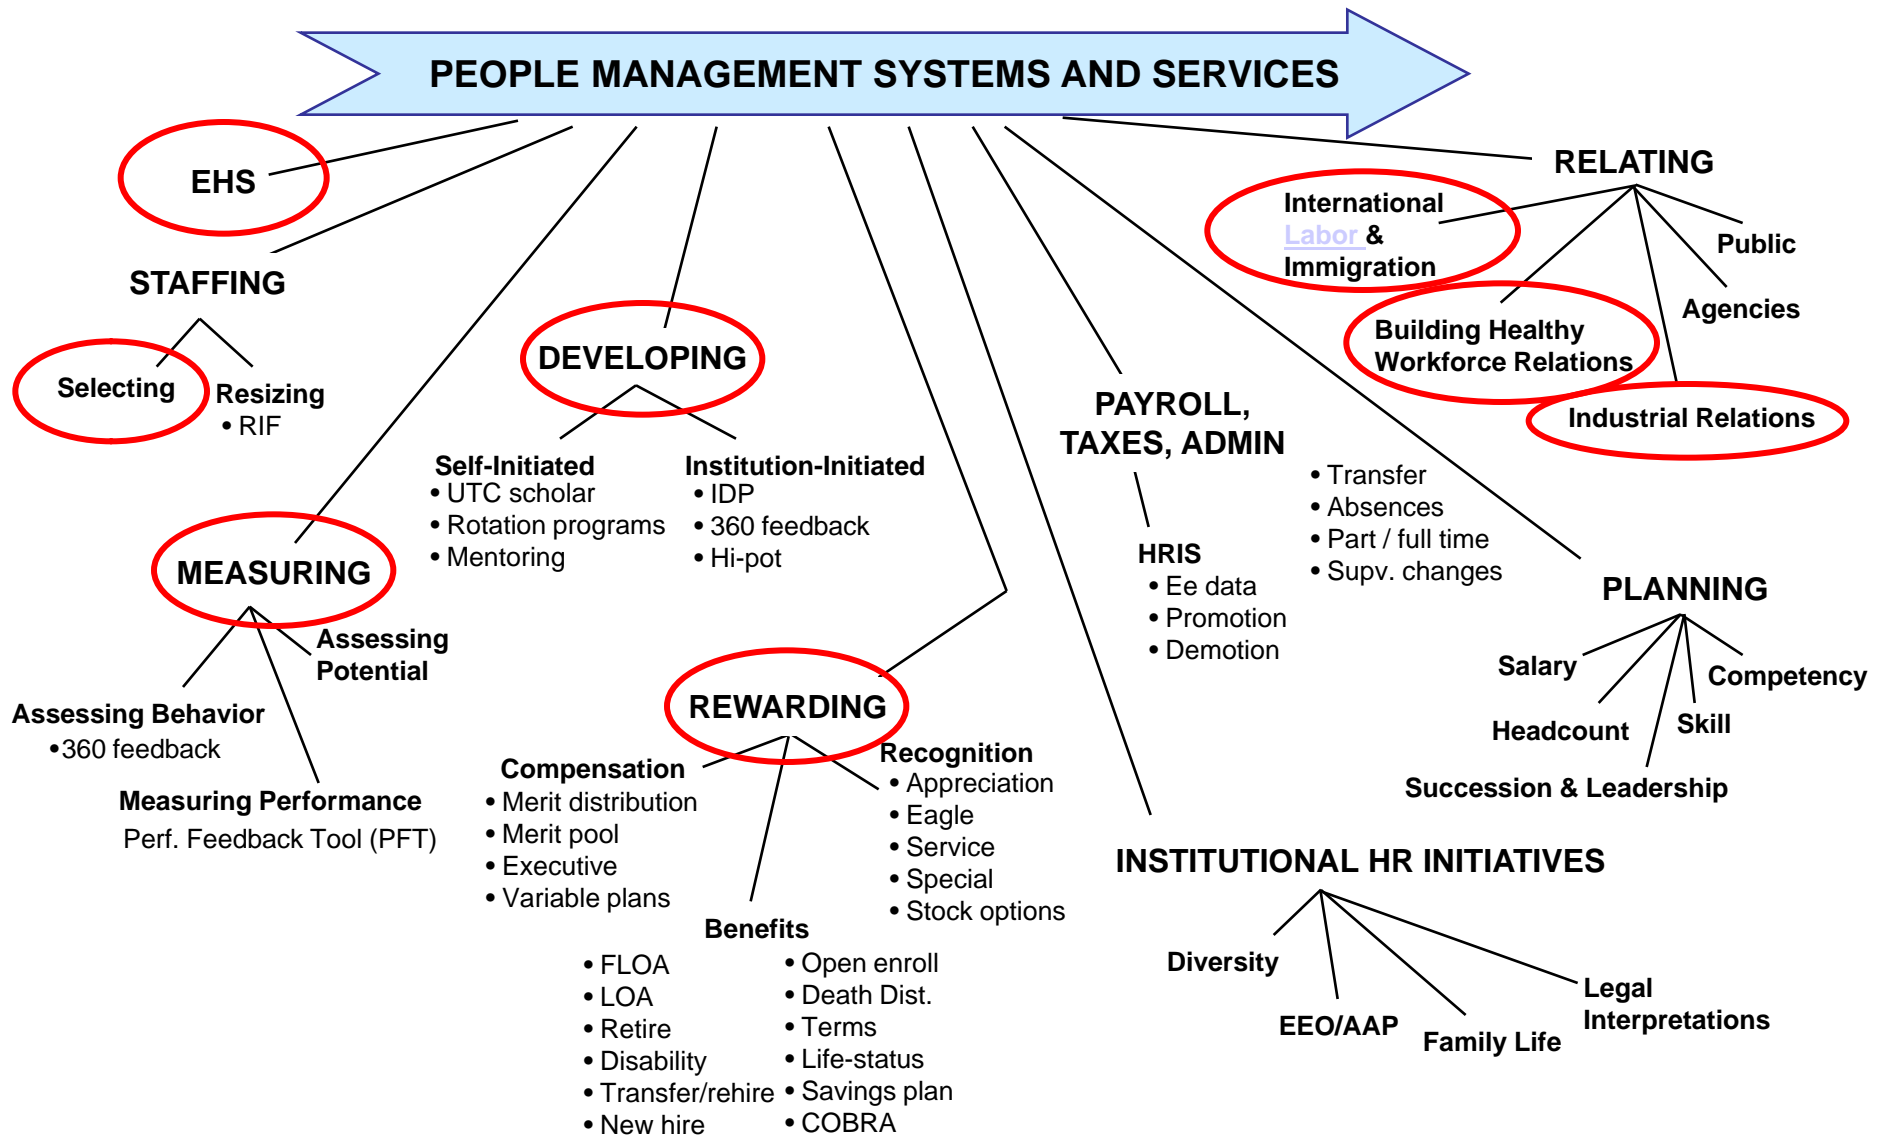 PEOPLE MANAGEMENT SYSTEMS AND SERVICES
EHS
STAFFING
Selecting
Resizing
• RIF
MEASURING
Assessing
Potential
Assessing Behavior
•360 feedback
Measuring Performance
Perf. Feedback Tool (PFT)
DEVELOPING
Self-Initiated
• UTC scholar
• Rotation programs
• Mentoring
Institution-Initiated
• IDP
• 360 feedback
• Hi-pot
REWARDING
Compensation
• Merit distribution
• Merit pool
• Executive
• Variable plans
Benefits
• FLOA
• LOA
• Retire
• Disability
• Transfer/rehire
• New hire
• Open enroll
• Death Dist.
• Terms
• Life-status
• Savings plan
• COBRA
Recognition
• Appreciation
• Eagle
• Service
• Special
• Stock options
PAYROLL,
TAXES, ADMIN
HRIS
• Ee data
• Promotion
• Demotion
• Transfer
• Absences
• Part / full time
• Supv. changes
INSTITUTIONAL HR INITIATIVES
Diversity
EEO/AAP
Family Life
Legal
Interpretations
PLANNING
Salary
Headcount
Succession & Leadership
Skill
Competency
RELATING
International
Labor &
Immigration
Building Healthy
Workforce Relations
Industrial Relations
Agencies
Public